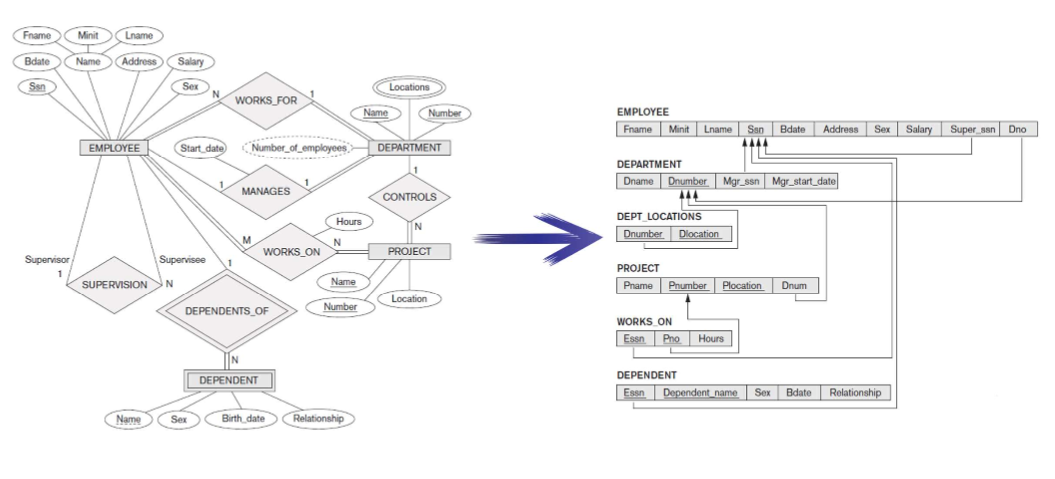 Fname Minit Lname
Bdate Name Address Salary
Ssn Sex
WORKS_FOR
N 1
Locations
Name Number
EMPLOYEE
Start_date
Number_of_employees
DEPARTMENT
1 MANAGES 1
1
CONTROLS
N
Hours
M WORKS_ON N
PROJECT
Supervisor
1
Supervisee
N
SUPERVISION
1
DEPENDENTS_OF
N
Name
Number
Location
DEPENDENT
Name Sex Birth_date Relationship
EMPLOYEE
Fname Minit Lname Ssn Bdate Address Sex Salary Super_ssn Dno
DEPARTMENT
Dname Dnumber Mgr_ssn Mgr_start_date
DEPT_LOCATIONS
Dnumber Dlocation
PROJECT
Pname Pnumber Plocation Dnum
WORKS_ON
Essn Pno Hours
DEPENDENT
Essn Dependent_name Sex Bdate Relationship